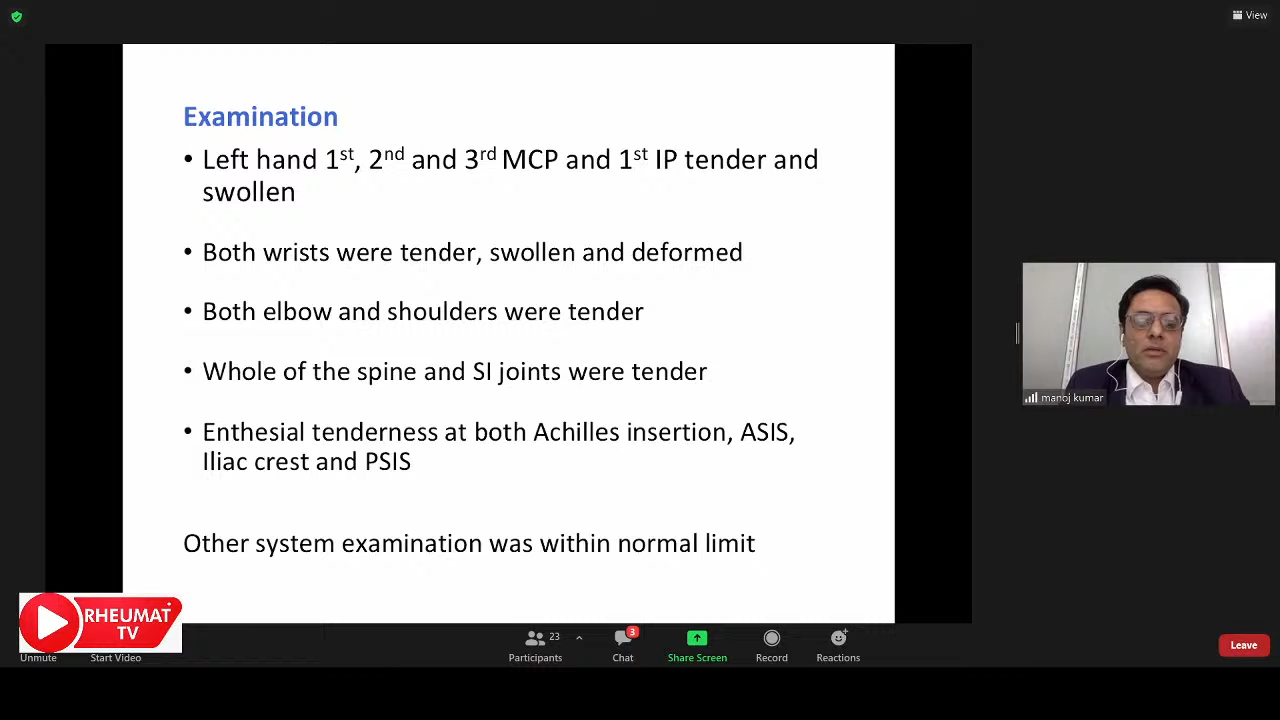 View
Examination
• Left hand 1st, 2nd and 3rd MCP and 1st IP tender and
swollen
• Both wrists were tender, swollen and deformed
• Both elbow and shoulders were tender
• Whole of the spine and SI joints were tender
• Enthesial tenderness at both Achilles insertion, ASIS,
Iliac crest and PSIS
Other system examination was within normal limit
manoj kumar
RHEUMAT
TV
23
3
Unmute
Start Video
Participants
Chat
Share Screen
Record
Reactions
Leave